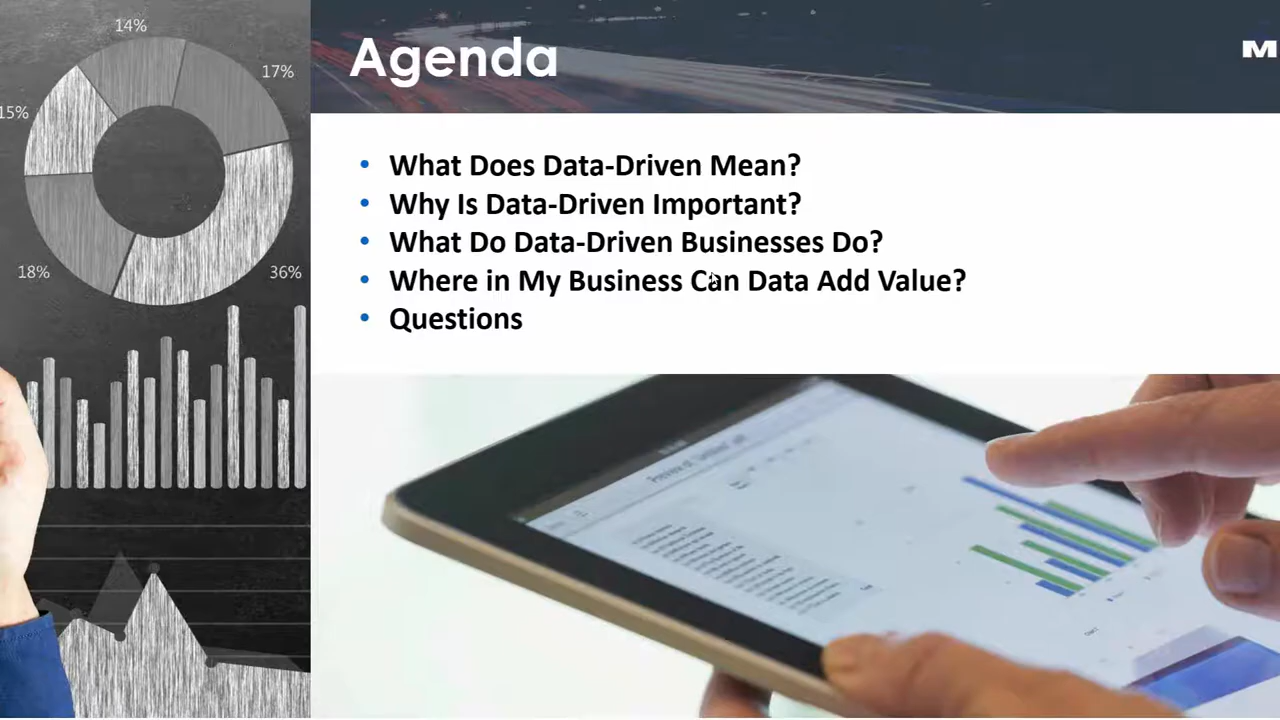 14%
17%
15%
18%
36%
Agenda
M
• What Does Data-Driven Mean?
• Why Is Data-Driven Important?
• What Do Data-Driven Businesses Do?
• Where in My Business Can Data Add Value?
• Questions